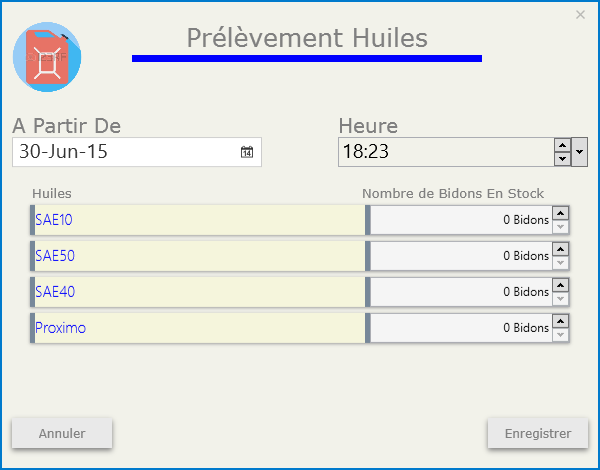 Prélèvement Huiles
A Partir De
Heure
30-Jun-15
14
18:23
Huiles
Nombre de Bidons En Stock
SAE10
0 Bidons
SAE50
0 Bidons
SAE40
0 Bidons
Proximo
0 Bidons
Annuler
Enregistrer